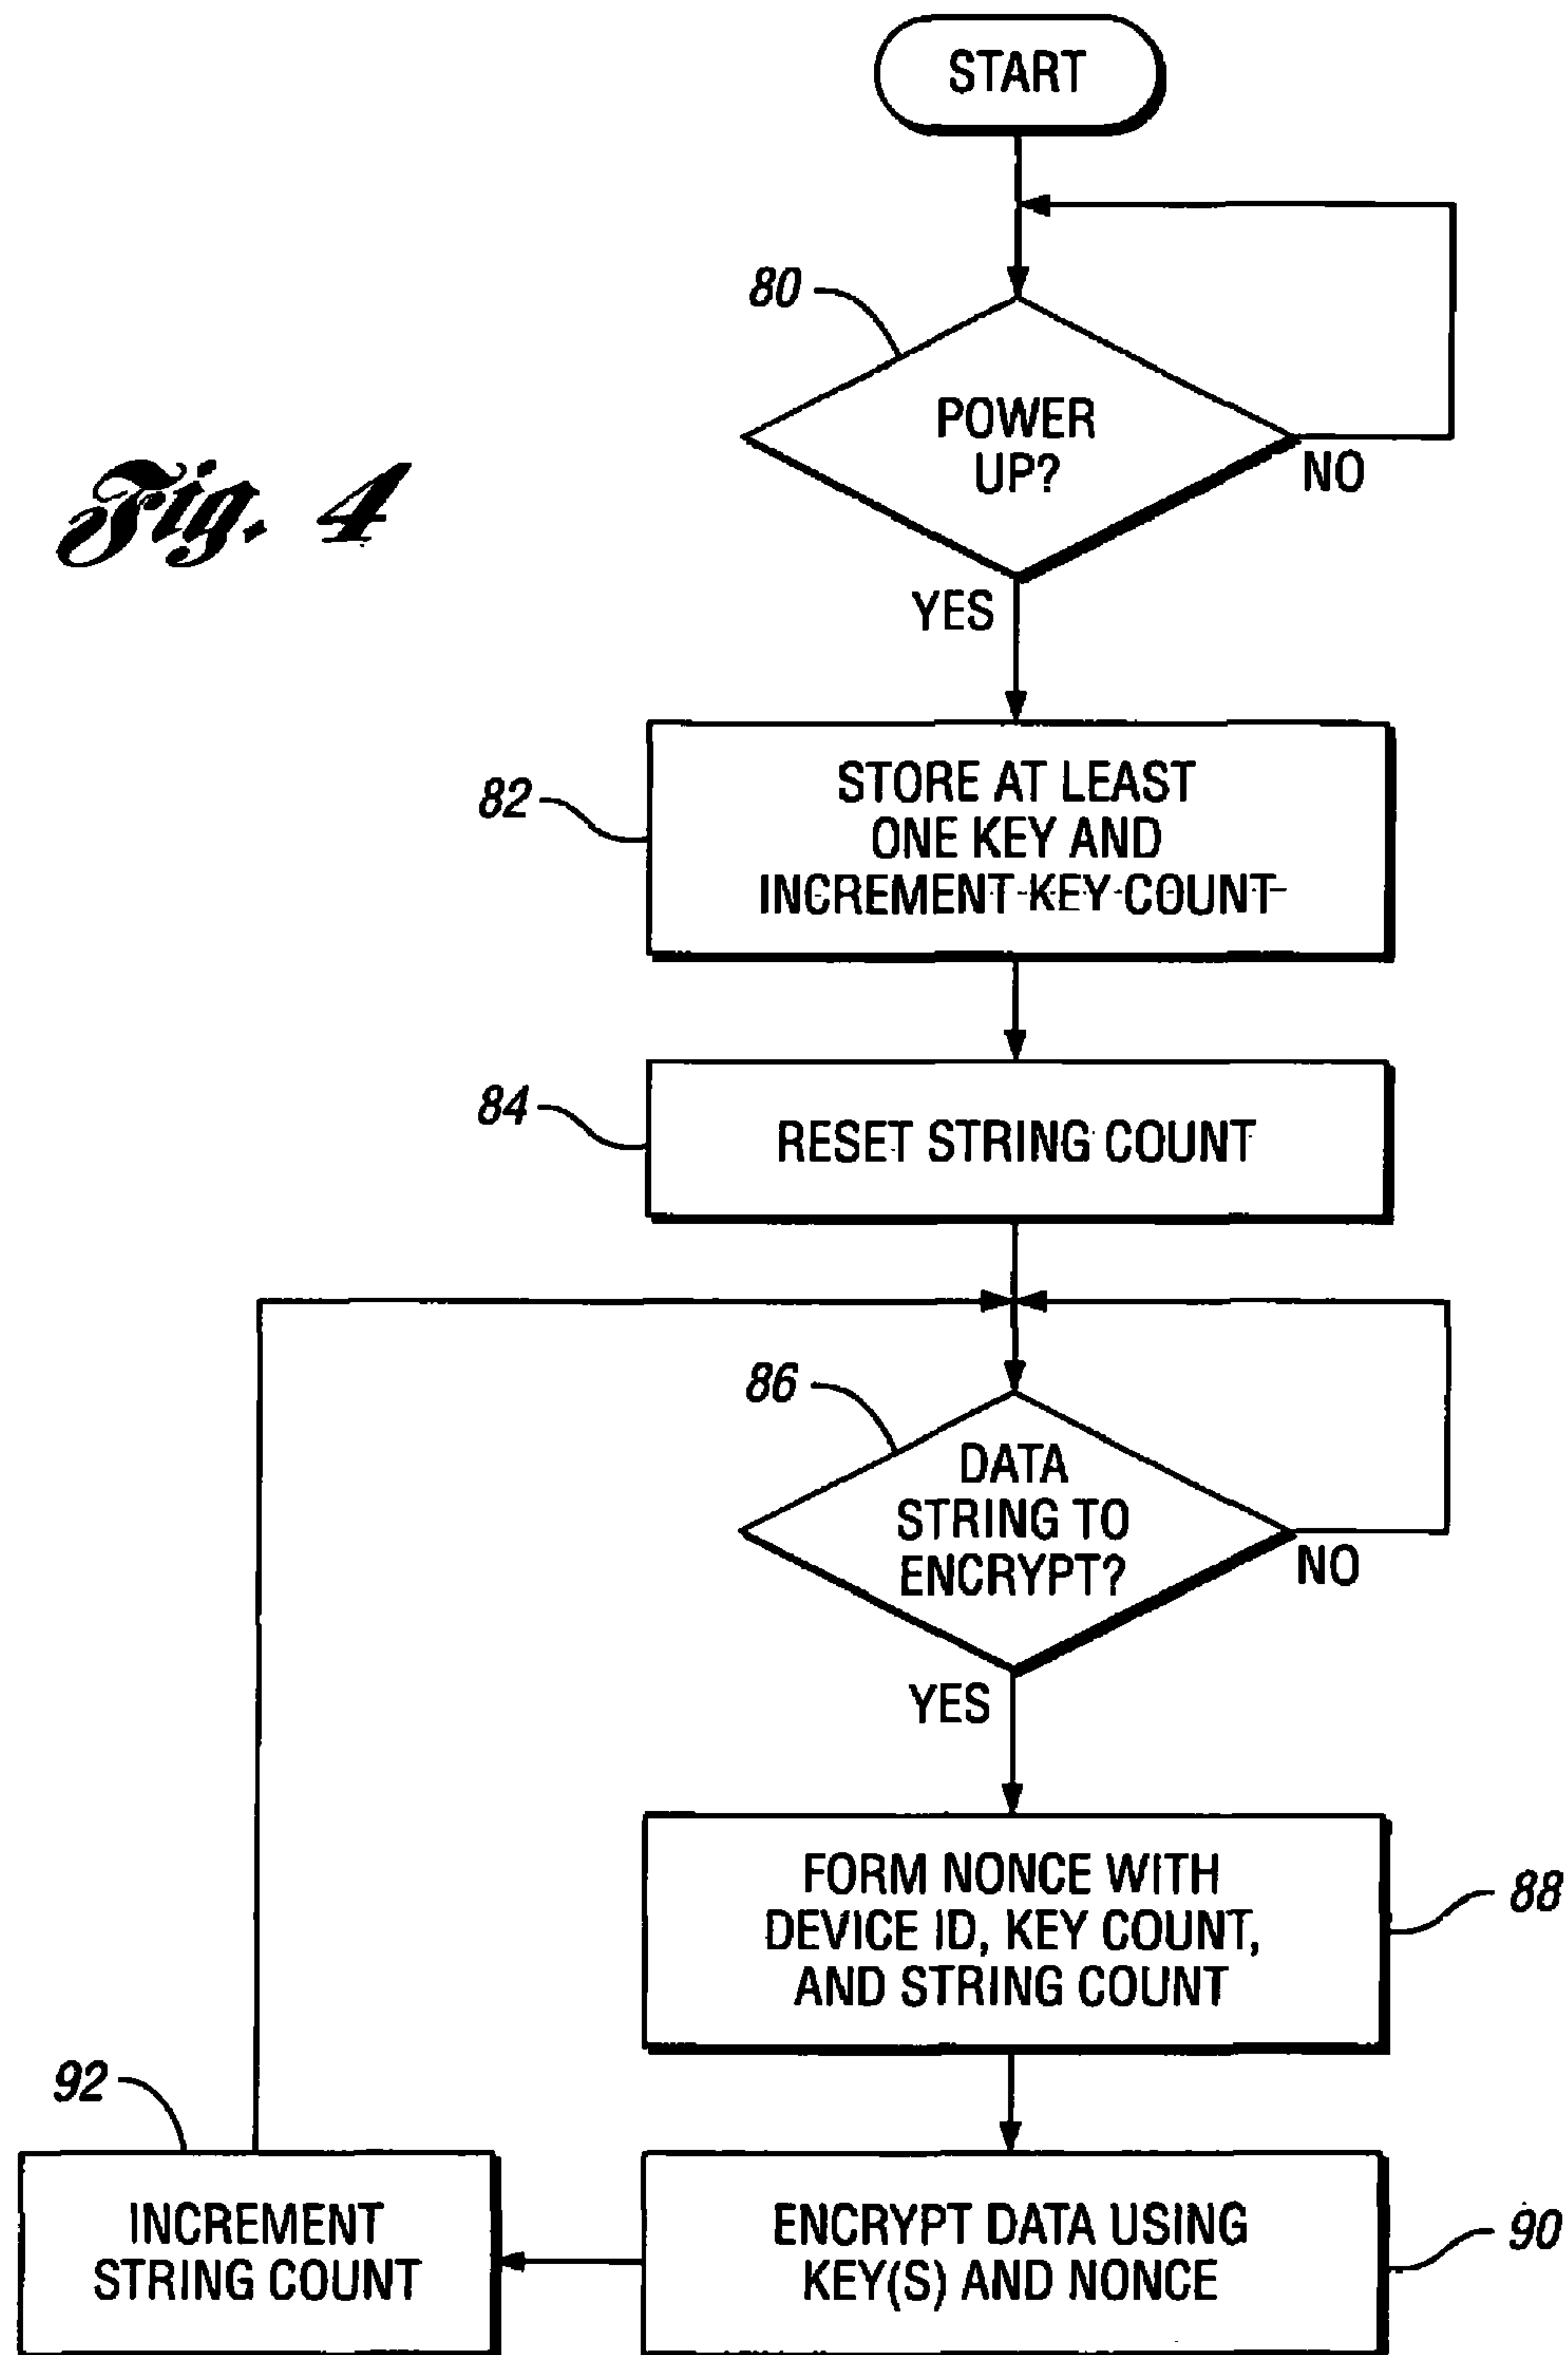 START
80
POWER
UP?
NO
Fig. 4
YES
82
STORE AT LEAST
ONE KEY AND
INCREMENT KEY COUNT
84
RESET STRING COUNT
86
DATA
STRING TO
ENCRYPT?
NO
YES
FORM NONCE WITH
DEVICE ID, KEY COUNT,
AND STRING COUNT
88
92
INCREMENT
STRING COUNT
ENCRYPT DATA USING
KEY(S) AND NONCE
90